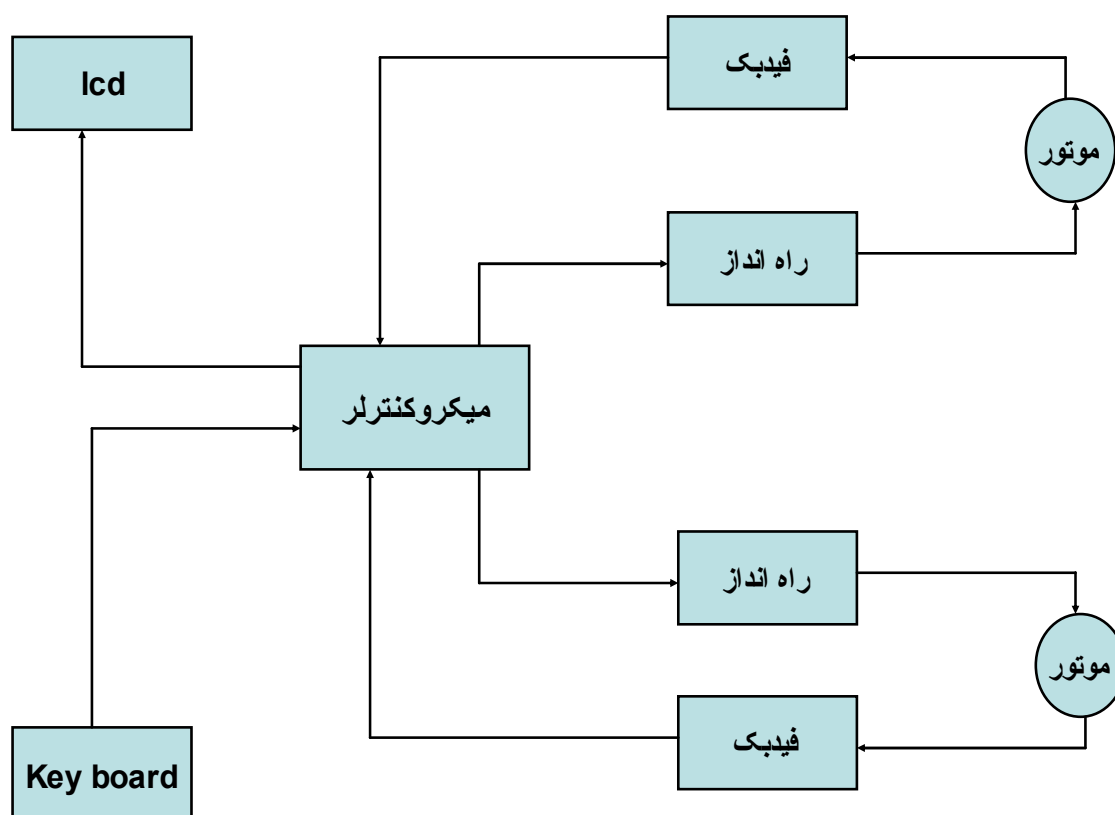 lcd
فیدبک
موتور
راه انداز
میکروکنترلر
راه انداز
موتور
فیدبک
Key board